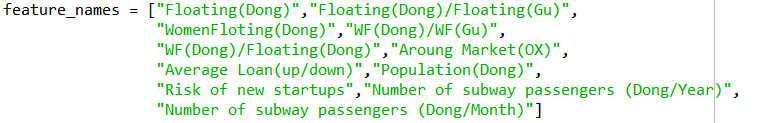 feature_names = ["Floating(Dong)","Floating(Dong)/Floating(Gu)",
"WomenFloting(Dong)","WF(Dong)/WF(Gu)",
"WF(Dong)/Floating(Dong)","Aroung Market(OX)",
"Average Loan(up/down)","Population(Dong)",
"Risk of new startups","Number of subway passengers (Dong/Year)",
"Number of subway passengers (Dong/Month)"]